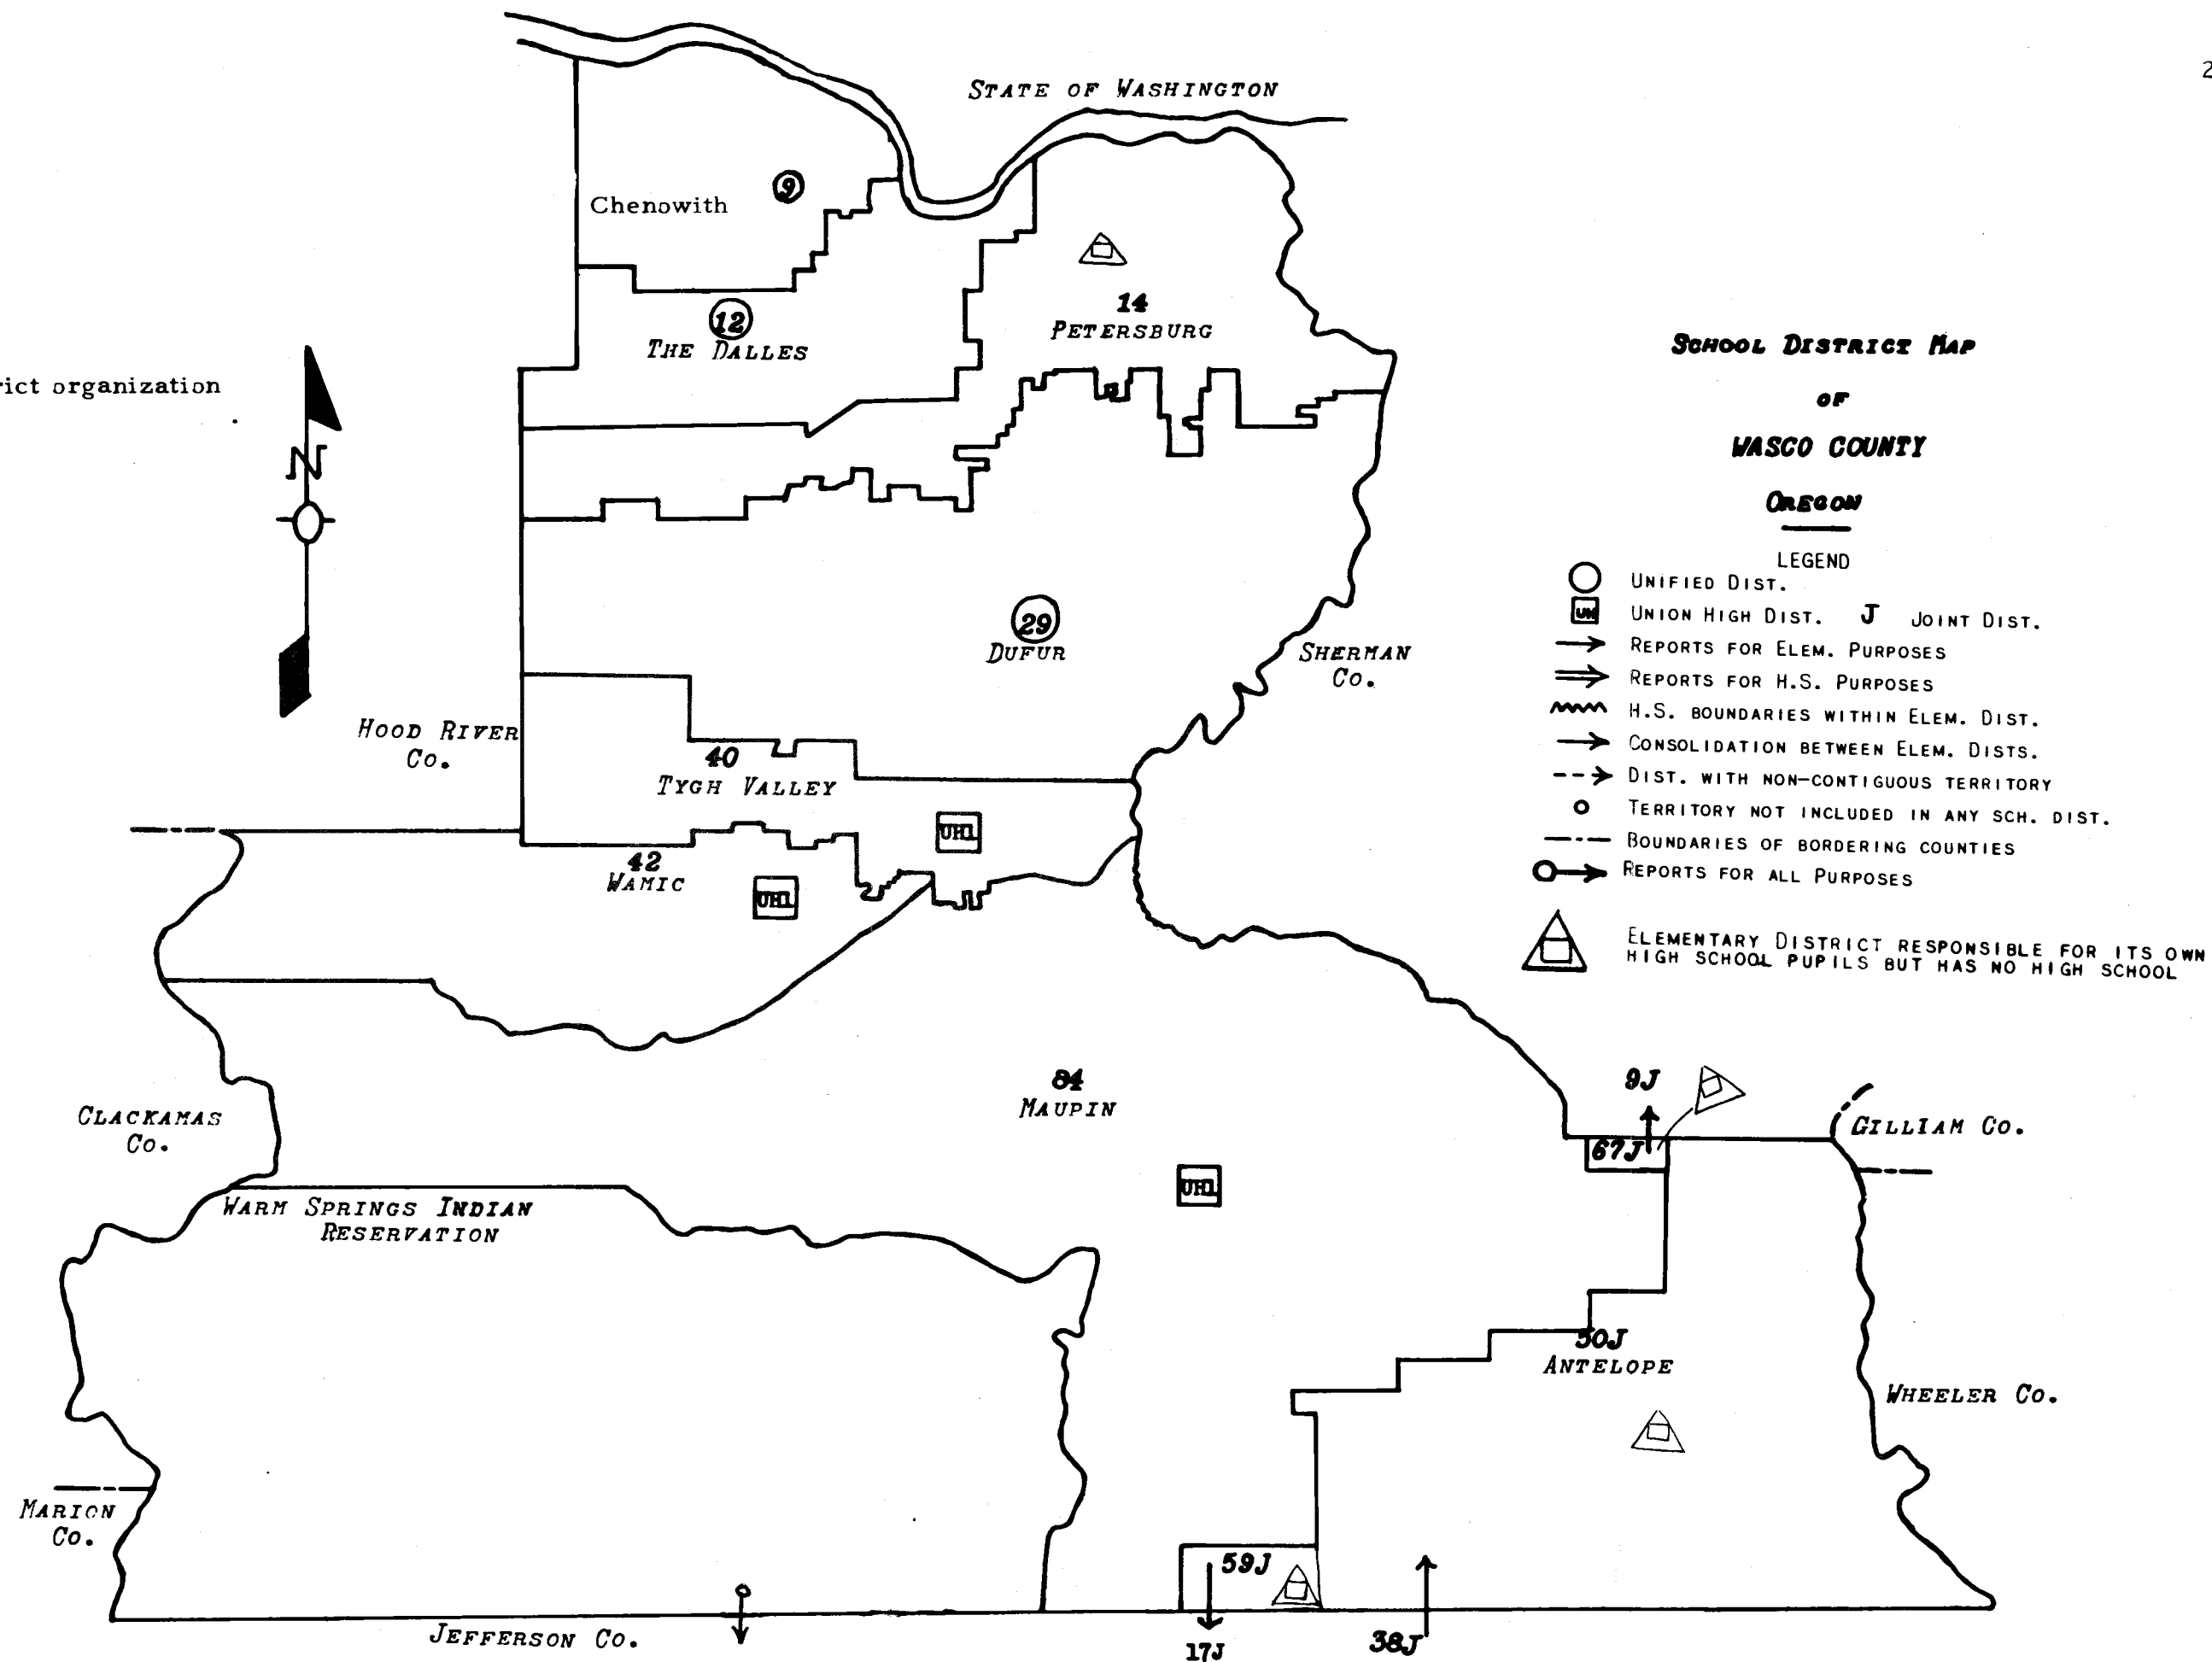 2
STATE OF WASHINGTON
9
Chenowith
14
PETERSBURG
12
THE DALLES
rict organization
N
SCHOOL DISTRICT MAP
OF
WASCO COUNTY
OREGON
LEGEND
UNIFIED DIST.
UH UNION HIGH DIST. J JOINT DIST.
REPORTS FOR ELEM. PURPOSES
REPORTS FOR H.S. PURPOSES
H.S. BOUNDARIES WITHIN ELEM. DIST.
CONSOLIDATION BETWEEN ELEM. DISTS.
DIST. WITH NON-CONTIGUOUS TERRITORY
TERRITORY NOT INCLUDED IN ANY SCH. DIST.
BOUNDARIES OF BORDERING COUNTIES
REPORTS FOR ALL PURPOSES
ELEMENTARY DISTRICT RESPONSIBLE FOR ITS OWN
HIGH SCHOOL PUPILS BUT HAS NO HIGH SCHOOL
29
DUFUR
SHERMAN
CO.
HOOD RIVER
CO.
40
TYGH VALLEY
UH1
42
WAMIC
UH1
84
MAUPIN
UH1
CLACKAMAS
CO.
9J
67J
GILLIAM CO.
WARM SPRINGS INDIAN
RESERVATION
50J
ANTELOPE
WHEELER CO.
MARION
CO.
59J
JEFFERSON CO.
17J
38J